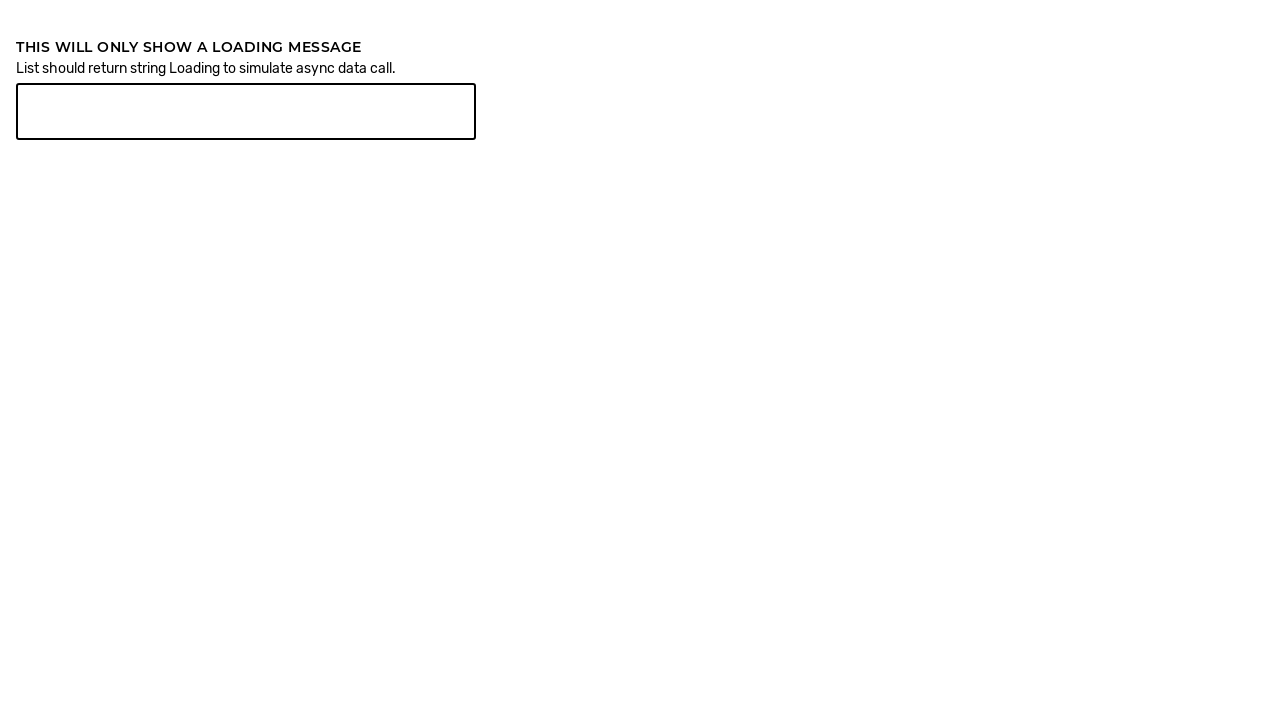 THIS WILL ONLY SHOW A LOADING MESSAGE
List should return string Loading to simulate async data call.